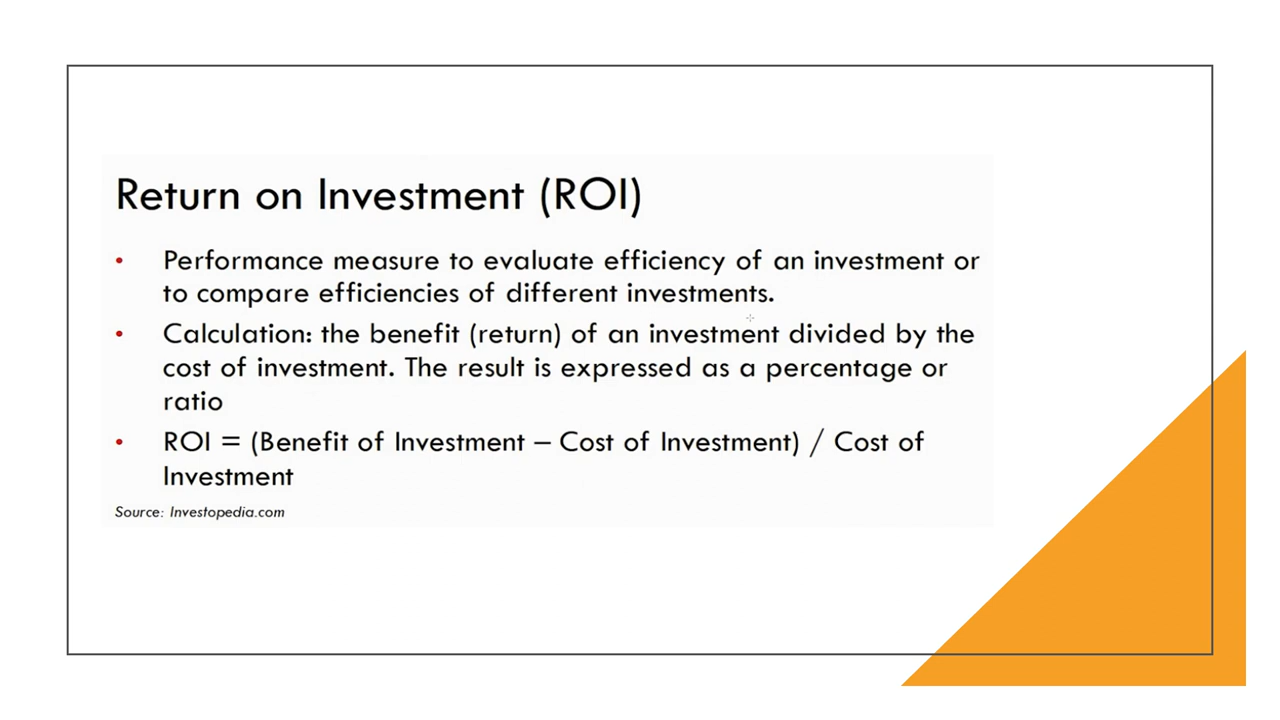 Return on Investment (ROI)
• Performance measure to evaluate efficiency of an investment or
to compare efficiencies of different investments.
• Calculation: the benefit (return) of an investment divided by the
cost of investment. The result is expressed as a percentage or
ratio
• ROI = (Benefit of Investment – Cost of Investment) / Cost of
Investment
Source: Investopedia.com